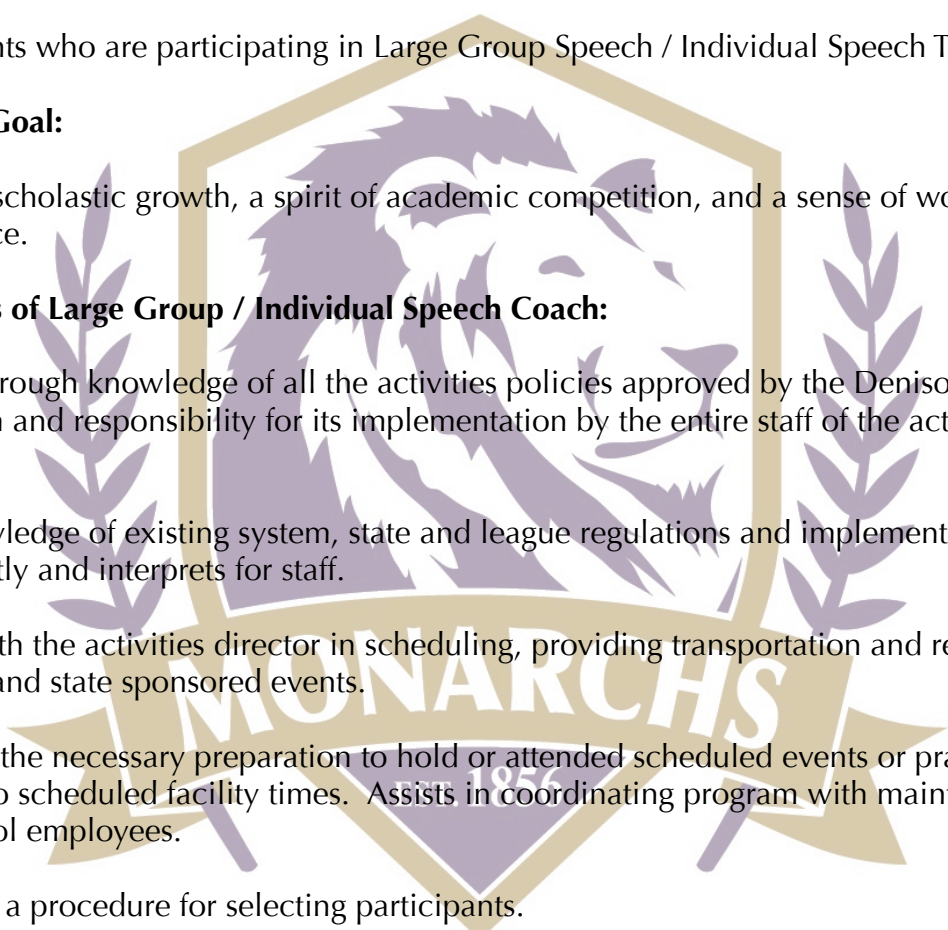 nts who are participating in Large Group Speech / Individual Speech T
Goal:
scholastic growth, a spirit of academic competition, and a sense of wo
ce.
s of Large Group / Individual Speech Coach:
rough knowledge of all the activities policies approved by the Deniso
n and responsibility for its implementation by the entire staff of the act
wledge of existing system, state and league regulations and implement
tly and interprets for staff.
th the activities director in scheduling, providing transportation and re
and state sponsored events.
MONARCHS
the necessary preparation to hold or attended scheduled events or pra
EST. 1856
o scheduled facility times.  Assists in coordinating program with maint
ol employees.
a procedure for selecting participants.